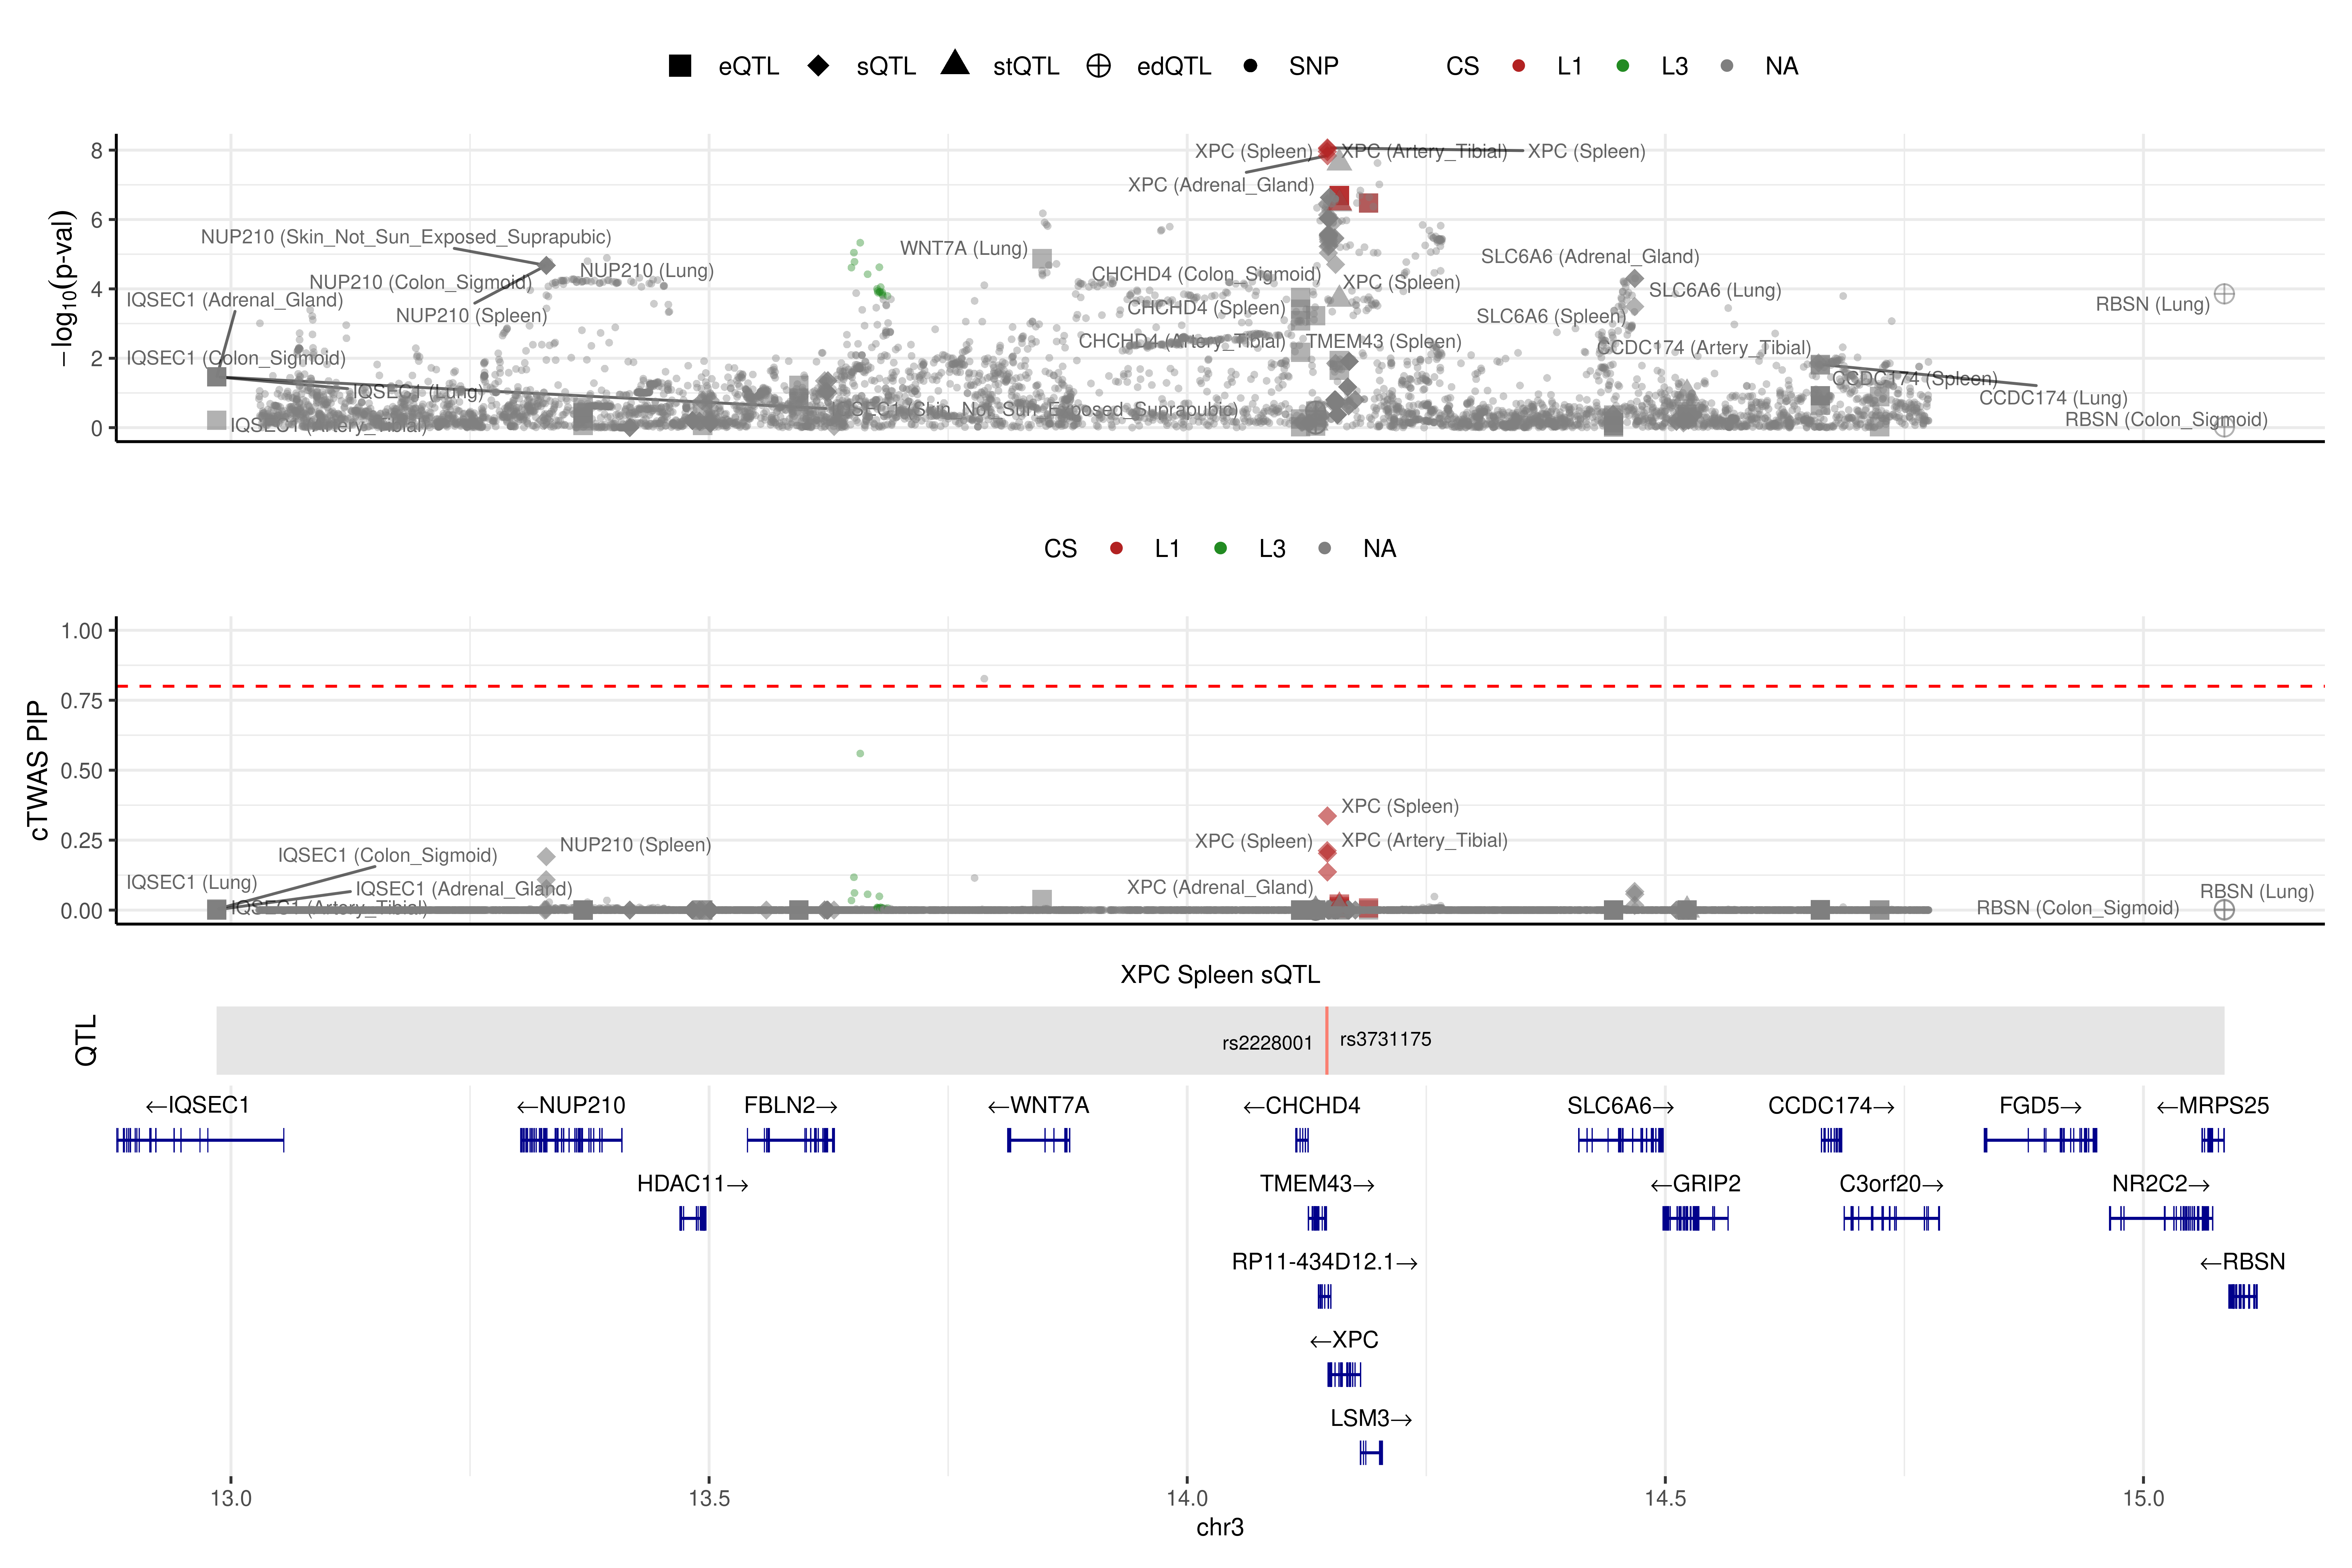 eQTL sQTL stQTL edQTL SNP CS L1 L3 NA
−log10(p-val)
8
6
4
2
0
XPC (Spleen)
XPC (Artery_Tibial)
XPC (Spleen)
XPC (Adrenal_Gland)
NUP210 (Skin_Not_Sun_Exposed_Suprapubic)
WNT7A (Lung)
SLC6A6 (Adrenal_Gland)
NUP210 (Colon_Sigmoid)
NUP210 (Lung)
CHCHD4 (Colon_Sigmoid)
XPC (Spleen)
SLC6A6 (Lung)
IQSEC1 (Adrenal_Gland)
NUP210 (Spleen)
CHCHD4 (Spleen)
SLC6A6 (Spleen)
RBSN (Lung)
CHCHD4 (Artery_Tibial)
TMEM43 (Spleen)
CCDC174 (Artery_Tibial)
IQSEC1 (Colon_Sigmoid)
IQSEC1 (Lung)
CCDC174 (Spleen)
CCDC174 (Lung)
IQSEC1 (Skin_Not_Sun_Exposed_Suprapubic)
IQSEC1 (Artery_Tibial)
RBSN (Colon_Sigmoid)
CS L1 L3 NA
cTWAS PIP
1.00
0.75
0.50
0.25
0.00
XPC (Spleen)
XPC (Spleen)
XPC (Artery_Tibial)
NUP210 (Spleen)
IQSEC1 (Colon_Sigmoid)
IQSEC1 (Lung)
IQSEC1 (Adrenal_Gland)
XPC (Adrenal_Gland)
RBSN (Lung)
IQSEC1 (Artery_Tibial)
RBSN (Colon_Sigmoid)
XPC Spleen sQTL
QTL
rs2228001
rs3731175
←IQSEC1 ←NUP210 FBLN2→ ←WNT7A ←CHCHD4 SLC6A6→ CCDC174→ FGD5→ ←MRPS25
HDAC11→ TMEM43→ ←GRIP2 C3orf20→ NR2C2→
RP11-434D12.1→ ←RBSN
←XPC
LSM3→
13.0 13.5 14.0 14.5 15.0
chr3